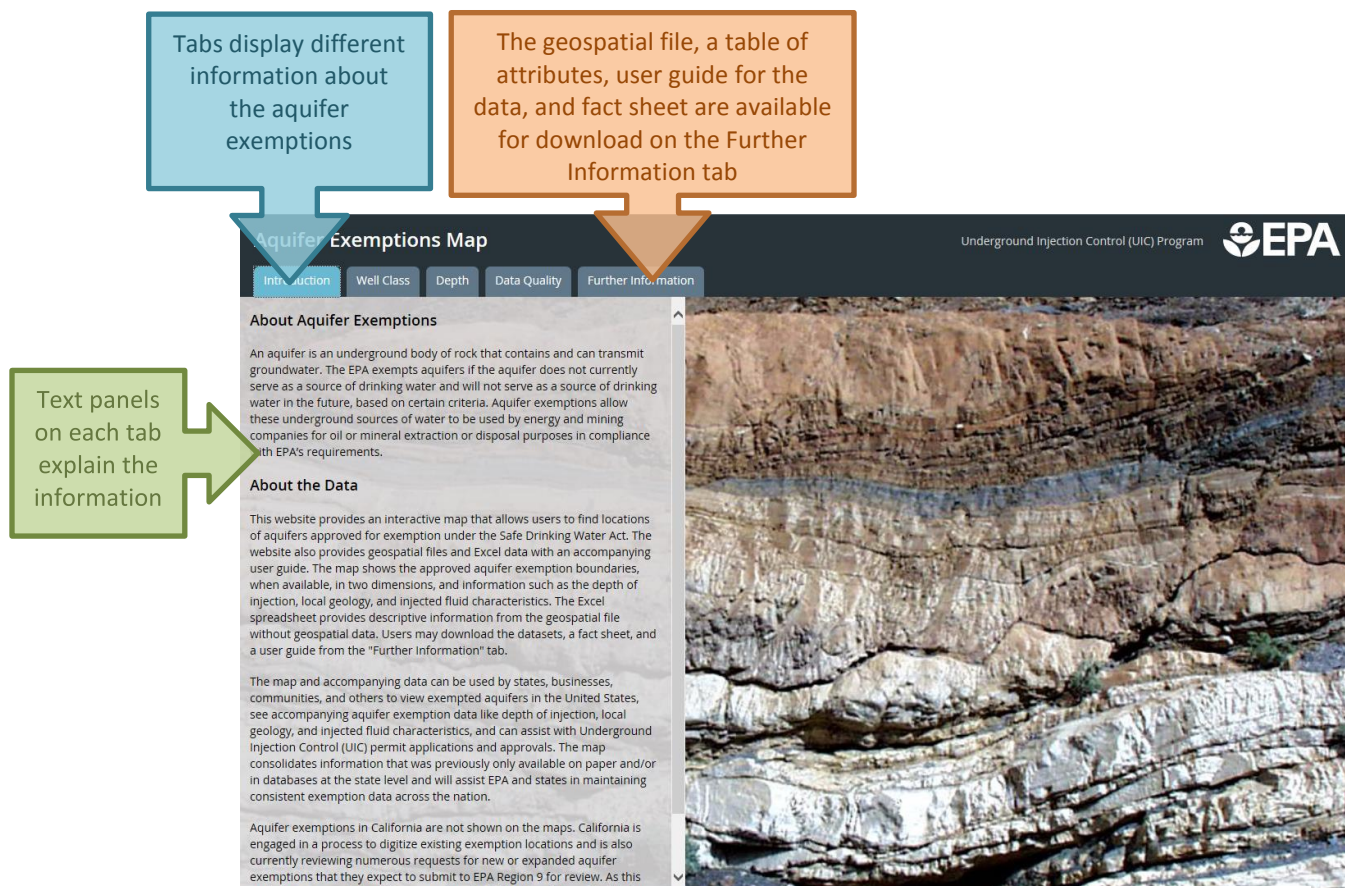 Tabs display different
information about
the aquifer
exemptions
The geospatial file, a table of
attributes, user guide for the
data, and fact sheet are available
for download on the Further
Information tab
Aquifer Exemptions Map
Underground Injection Control (UIC) Program
EPA
Introduction
Well Class
Depth
Data Quality
Further Information
Text panels
on each tab
explain the
information
About Aquifer Exemptions
An aquifer is an underground body of rock that contains and can transmit
groundwater. The EPA exempts aquifers if the aquifer does not currently
serve as a source of drinking water and will not serve as a source of drinking
water in the future, based on certain criteria. Aquifer exemptions allow
these underground sources of water to be used by energy and mining
companies for oil or mineral extraction or disposal purposes in compliance
with EPA's requirements.
About the Data
This website provides an interactive map that allows users to find locations
of aquifers approved for exemption under the Safe Drinking Water Act. The
website also provides geospatial files and Excel data with an accompanying
user guide. The map shows the approved aquifer exemption boundaries,
when available, in two dimensions, and information such as the depth of
injection, local geology, and injected fluid characteristics. The Excel
spreadsheet provides descriptive information from the geospatial file
without geospatial data. Users may download the datasets, a fact sheet, and
a user guide from the "Further Information" tab.
The map and accompanying data can be used by states, businesses,
communities, and others to view exempted aquifers in the United States,
see accompanying aquifer exemption data like depth of injection, local
geology, and injected fluid characteristics, and can assist with Underground
Injection Control (UIC) permit applications and approvals. The map
consolidates information that was previously only available on paper and/or
in databases at the state level and will assist EPA and states in maintaining
consistent exemption data across the nation.
Aquifer exemptions in California are not shown on the maps. California is
engaged in a process to digitize existing exemption locations and is also
currently reviewing numerous requests for new or expanded aquifer
exemptions that they expect to submit to EPA Region 9 for review. As this